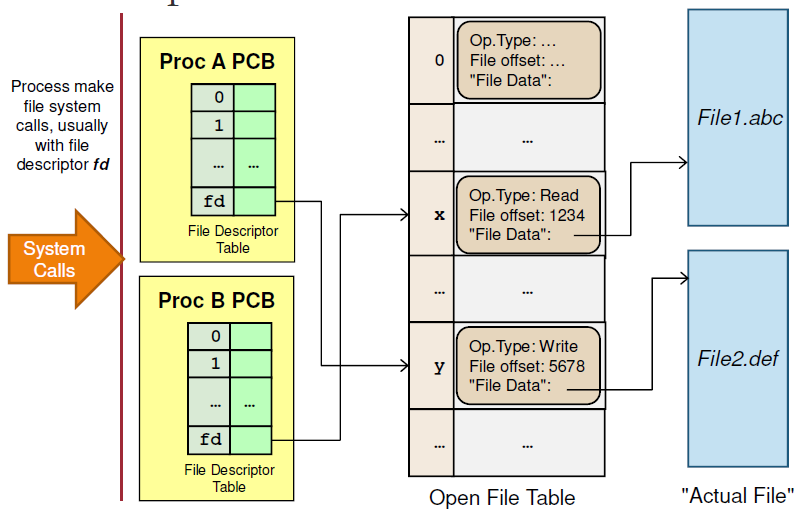 Process make
file system
calls, usually
with file
descriptor fd
System
Calls
Proc A PCB
0
1
... ...
fd
File Descriptor
Table
Proc B PCB
0
1
... ...
fd
File Descriptor
Table
0
Op.Type: ...
File offset: ...
"File Data":
... ...
x
Op.Type: Read
File offset: 1234
"File Data":
... ...
y
Op.Type: Write
File offset: 5678
"File Data":
... ...
Open File Table
File1.abc
File2.def
"Actual File"